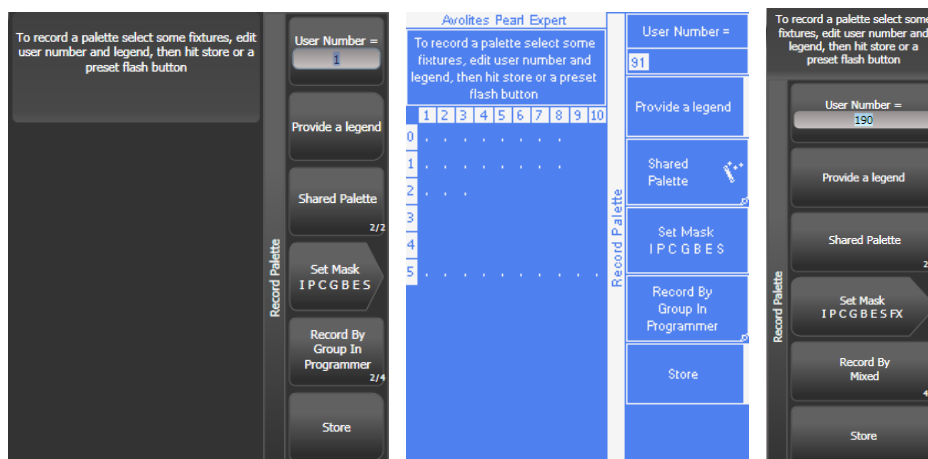 To record a palette select some fixtures, edit
user number and legend, then hit store or a
preset flash button
User Number =
1
Provide a legend
Shared Palette
2/2
Set Mask
I P C G B E S
Record By
Group In
Programmer
2/4
Store
Record Palette
Avolites Pearl Expert
To record a palette select some
fixtures, edit user number and
legend, then hit store or a preset
flash button
1 2 3 4 5 6 7 8 9 10
0
1
2
3
4
5
Record Palette
User Number =
91
Provide a legend
Shared
Palette
Set Mask
I P C G B E S
Record By
Group In
Programmer
Store
To record a palette select some
fixtures, edit user number and
legend, then hit store or a
preset flash button
User Number =
190
Provide a legend
Shared Palette
2
Set Mask
I P C G B E S FX
Record By
Mixed
4
Store
Record Palette